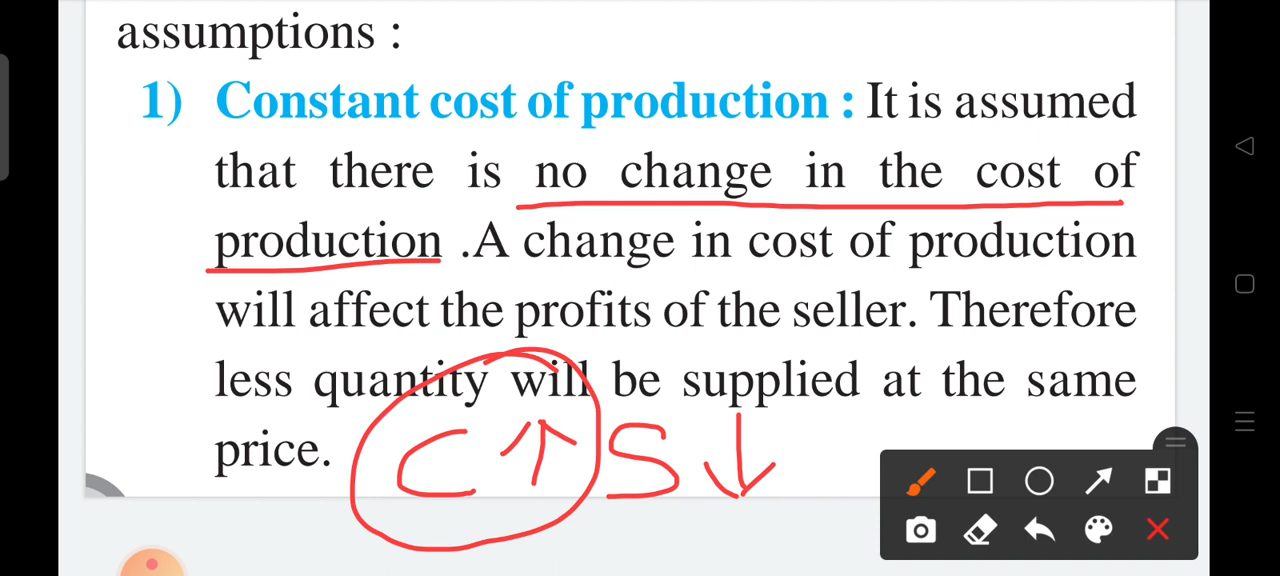 assumptions :
1) Constant cost of production : It is assumed
that there is no change in the cost of
production .A change in cost of production
will affect the profits of the seller. Therefore
less quantity will be supplied at the same
price. C↑ S↓